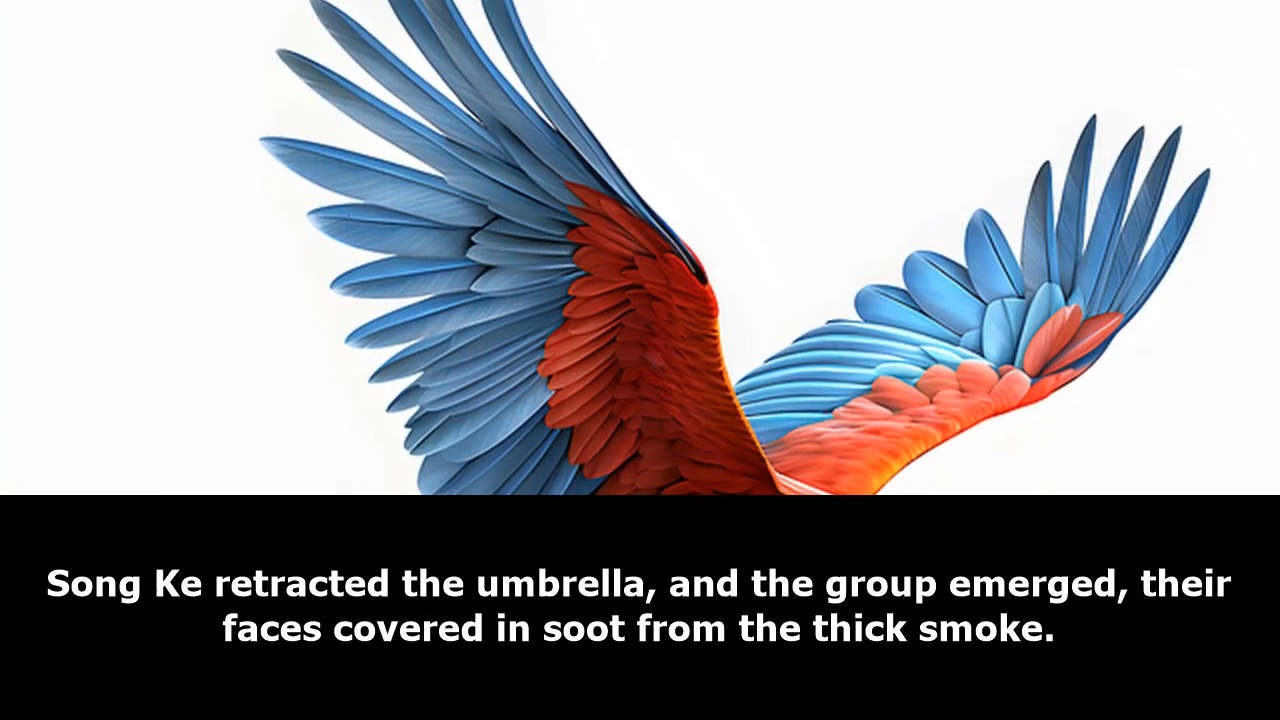 Song Ke retracted the umbrella, and the group emerged, their
faces covered in soot from the thick smoke.